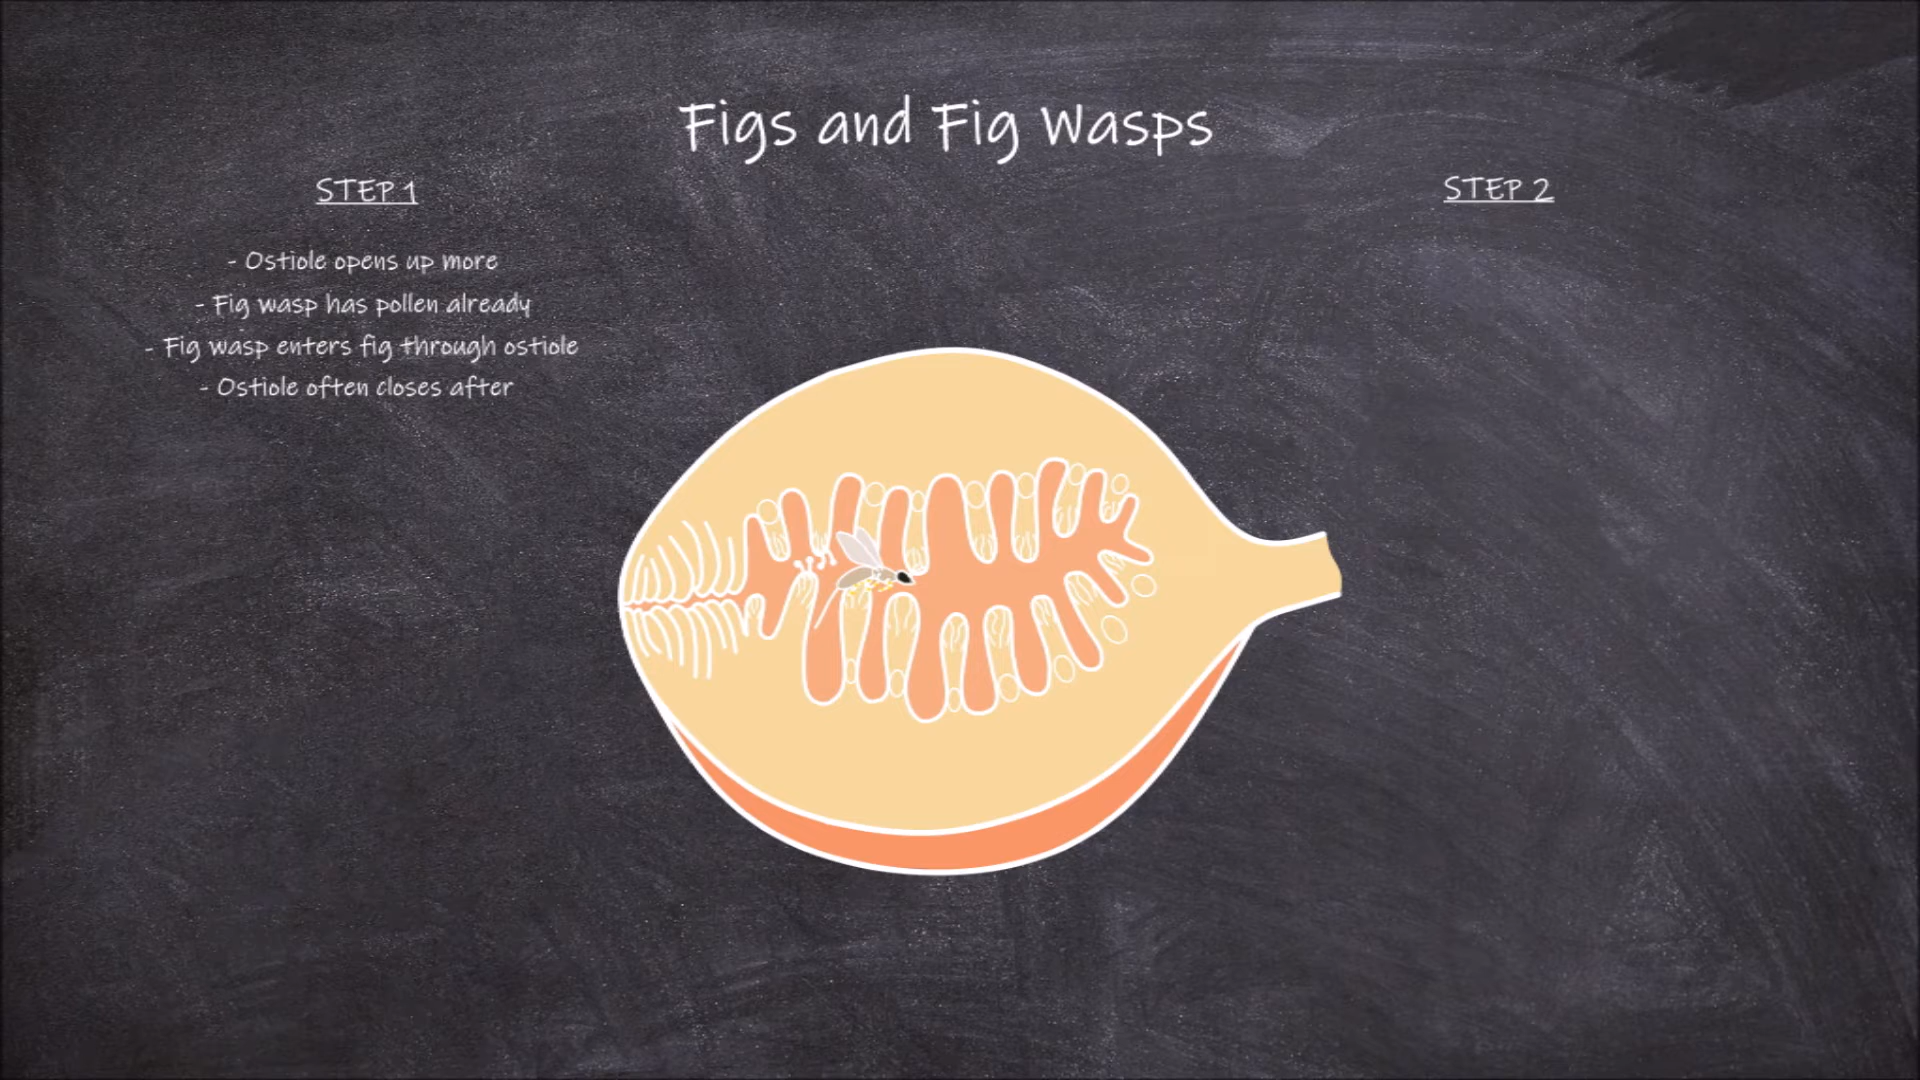 Figs and Fig Wasps
STEP 1
- Ostiole opens up more
- Fig wasp has pollen already
- Fig wasp enters fig through ostiole
- Ostiole often closes after
STEP 2